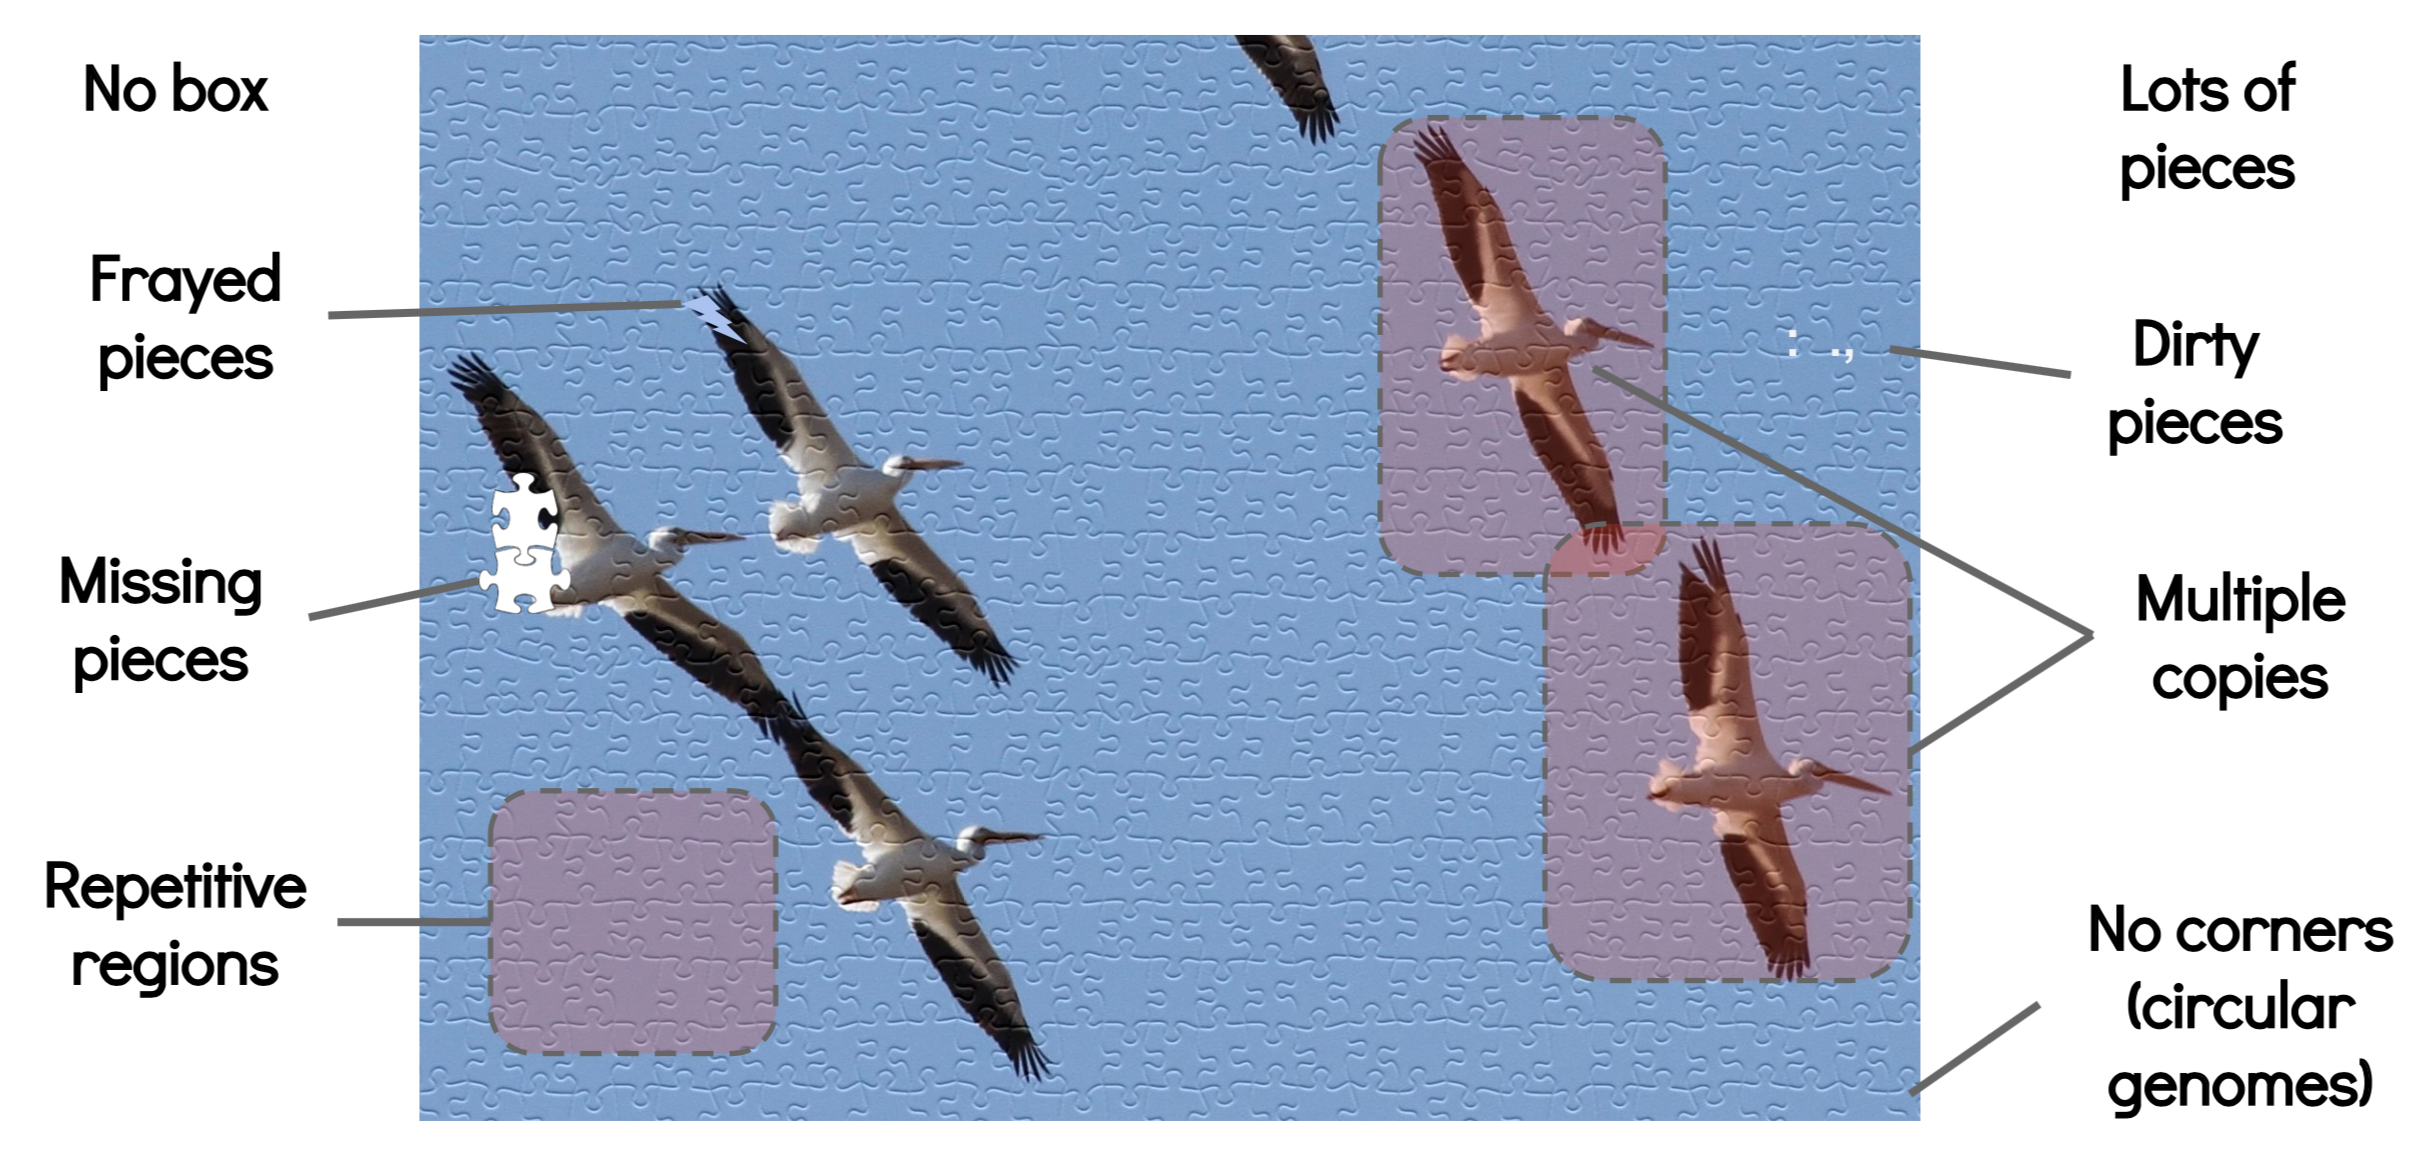 No box
Frayed
pieces
Missing
pieces
Repetitive
regions
Lots of
pieces
Dirty
pieces
Multiple
copies
No corners
(circular
genomes)
: .,